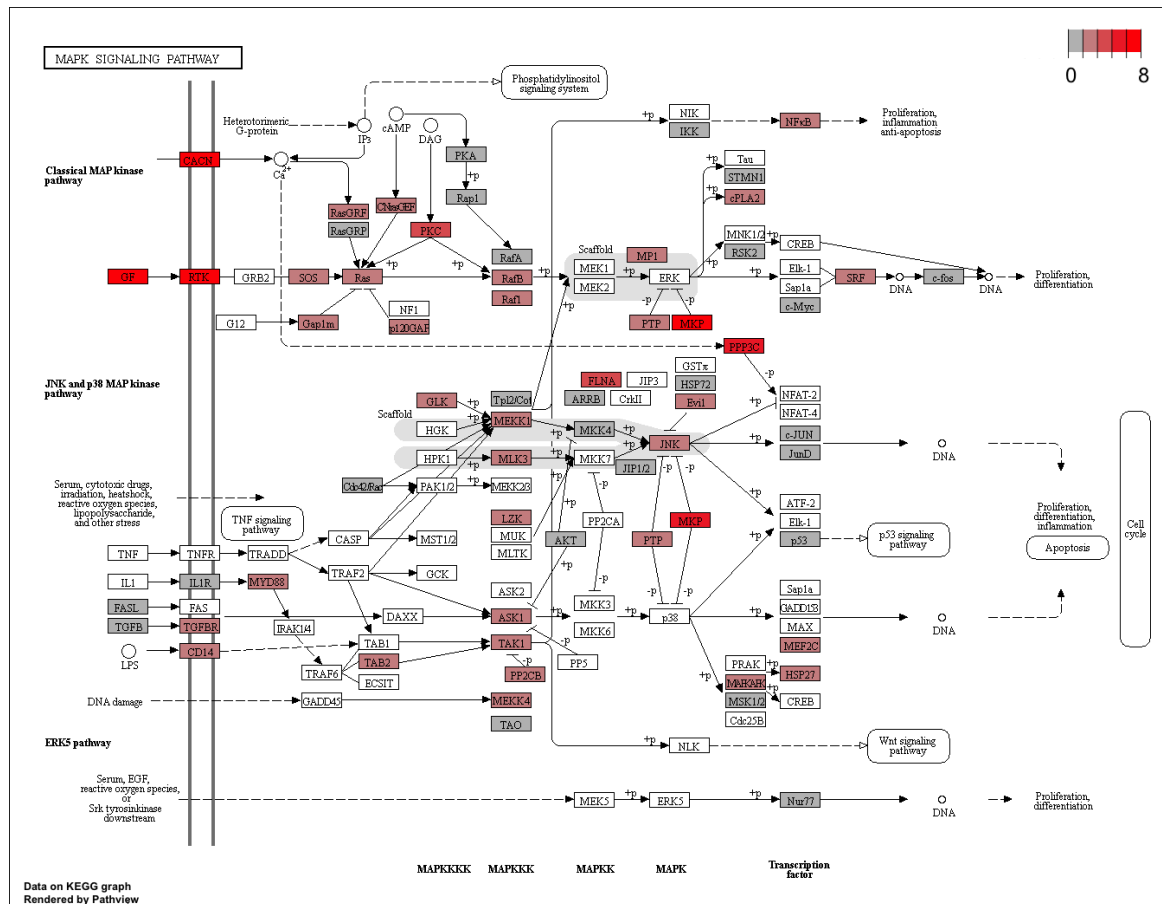 MAPK SIGNALING PATHWAY
0
8
Phosphatidylinositol
signaling system
Heterotorimeric
G-protein
IP3
cAMP
DAG
+p
NIK
IKK
+p
NFκB
Proliferation,
inflammation
anti-apoptosis
Classical MAP kinase
pathway
CACN
Ca2+
PKA
+p
Rap1
+p
Tau
STMN1
cPLA2
+p
RasGRF
RasGRP
CNrasGEF
PKC
RafA
Scaffold
MP1
+p
MNK1/2
RSK2
+p
CREB
GF
RTK
GRB2
SOS
Ras
+p
+p
RafB
Raf1
+p
MEK1
MEK2
+p
ERK
+p
Elk-1
Sap1a
SRF
DNA
c-fos
DNA
Proliferation,
differentiation
c-Myc
+p
-p
-p
G12
Gap1m
NF1
p120GAP
PTP
MKP
PPP3C
-p
JNK and p38 MAP kinase
pathway
GSTπ
HSP72
FLNA
JIP3
ARRB
CrkII
Evi1
NFAT-2
NFAT-4
GLK
+p
Tpl2/Cot
Scaffold
HGK
+p
MEKK1
+p
MKK4
+p
+p
JNK
+p
+p
c-JUN
JunD
DNA
HPK1
+p
MLK3
+p
MKK7
+p
JIP1/2
-p
-p
-p
Cdc42/Rac
PAK1/2
+p
MEKK2/3
Serum, cytotoxic drugs,
irradiation, heatshock,
reactive oxygen species,
lipopolysaccharide,
and other stress
TNF signaling
pathway
LZK
MUK
MLTK
PP2CA
AKT
+p
MKP
PTP
+p
ATF-2
Elk-1
p53
p53 signaling
pathway
Proliferation,
differentiation,
inflammation
Apoptosis
Cell
cycle
TNF
TNFR
TRADD
CASP
MST1/2
IL1
IL1R
MYD88
TRAF2
GCK
-p
-p
-p
FASL
FAS
TGFB
TGFBR
IRAK1/4
DAXX
ASK2
ASK1
+p
MKK3
MKK6
+p
p38
+p
Sap1a
GADD153
MAX
MEF2C
DNA
LPS
CD14
TAB1
TAB2
ECSIT
TRAF6
TAK1
-p
-p
PP5
PP2CB
+p
PRAK
MAPKAPK
MSK1/2
Cdc25B
+p
+p
HSP27
CREB
DNA damage
GADD45
MEKK4
TAO
ERK5 pathway
+p
NLK
Wnt signaling
pathway
Serum, EGF,
reactive oxygen species,
or
Srk tyrosinkinase
downstream
MEK5
+p
ERK5
+p
Nur77
DNA
Proliferation,
differentiation
MAPKKKK
MAPKKK
MAPKK
MAPK
Transcription
factor
Data on KEGG graph
Rendered by Pathview